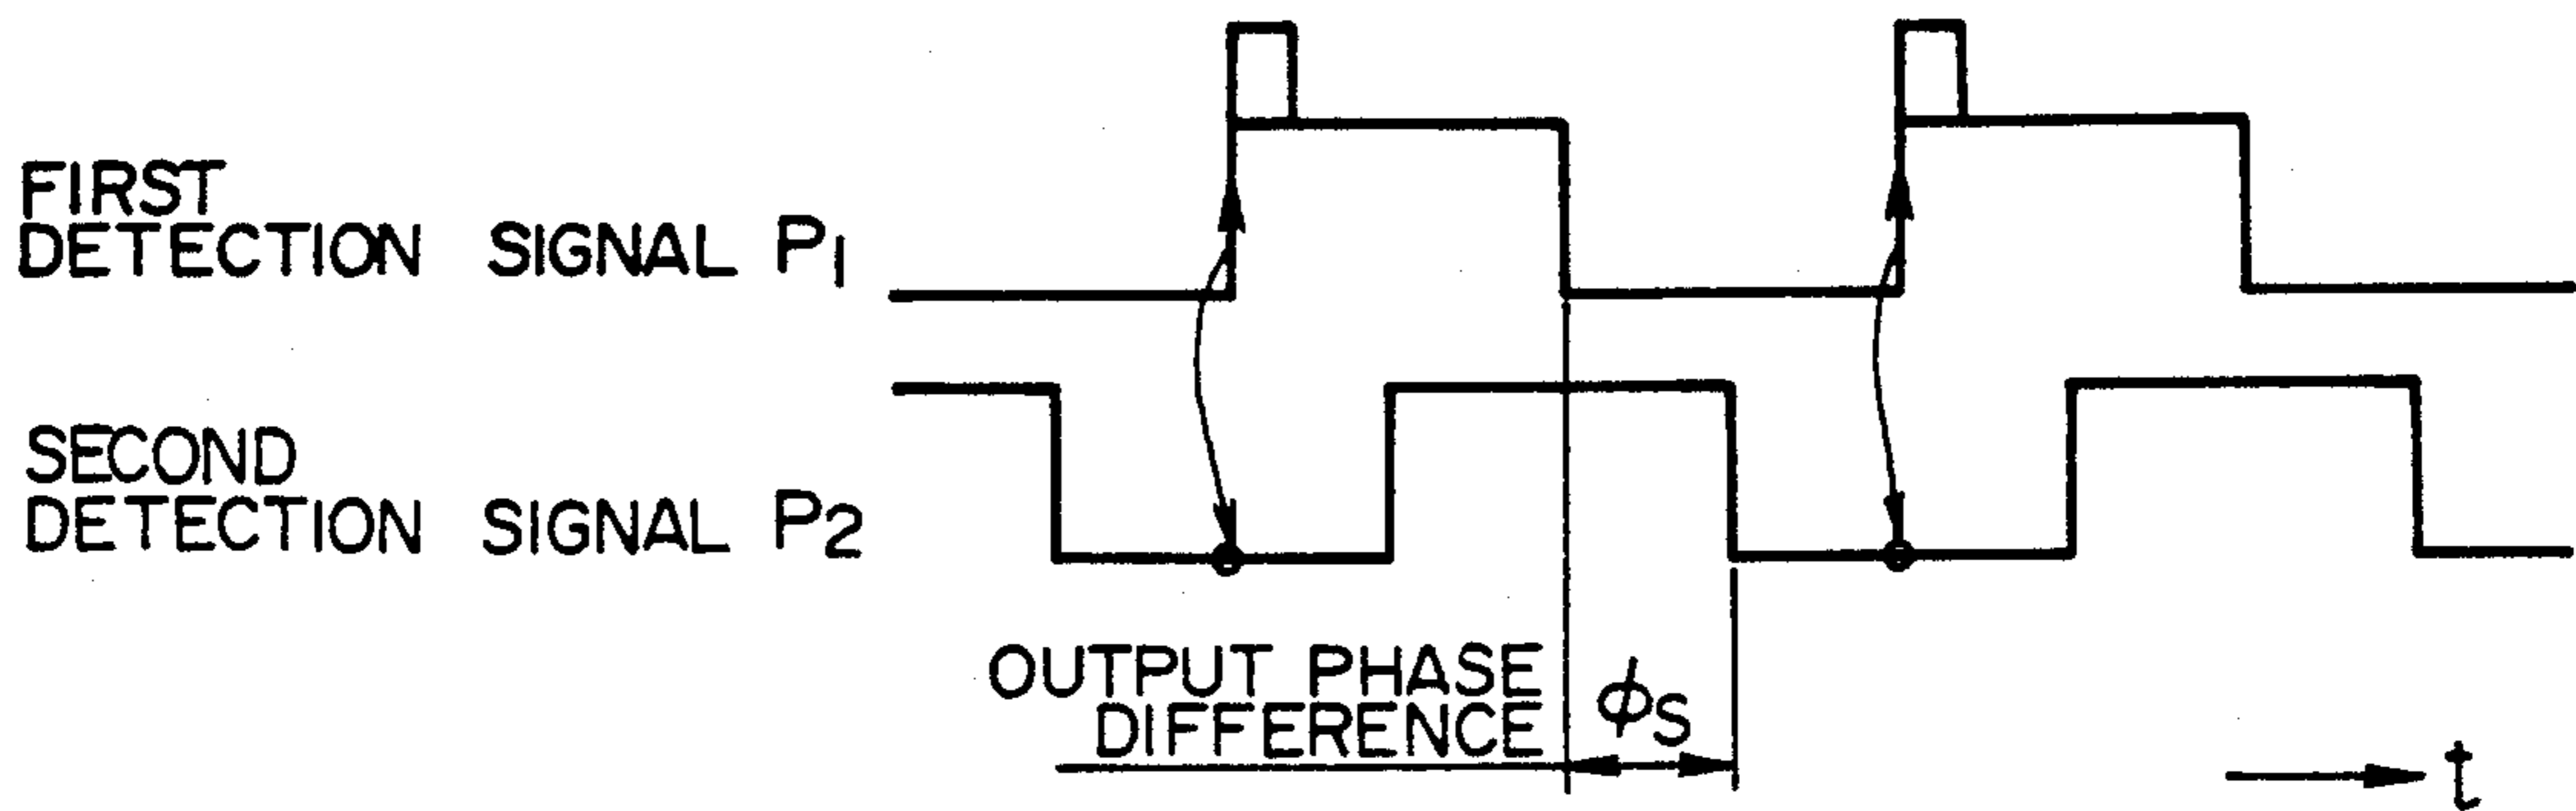 FIRST
DETECTION SIGNAL P1
SECOND
DETECTION SIGNAL P2
OUTPUT PHASE
DIFFERENCE
ϕS
t